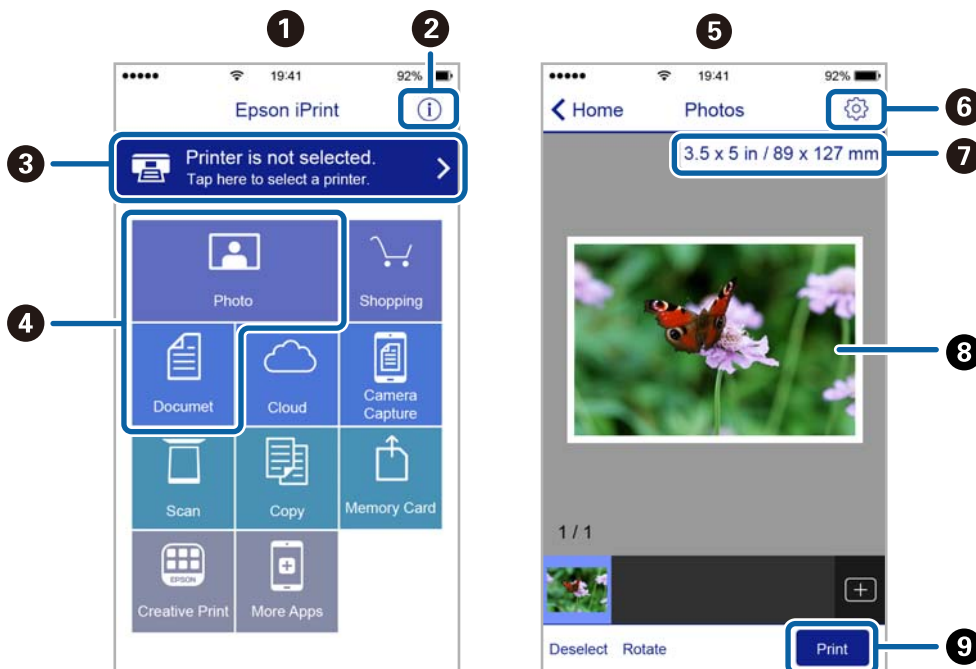 1
2
19:41
92%
Epson iPrint
i
3
Printer is not selected.
Tap here to select a printer.
4
Photo
Shopping
Documet
Cloud
Camera
Capture
Scan
Copy
Memory Card
EPSON
Creative Print
More Apps
5
19:41
92%
Home
Photos
6
3.5 x 5 in / 89 x 127 mm
7
8
1 / 1
Deselect
Rotate
Print
9